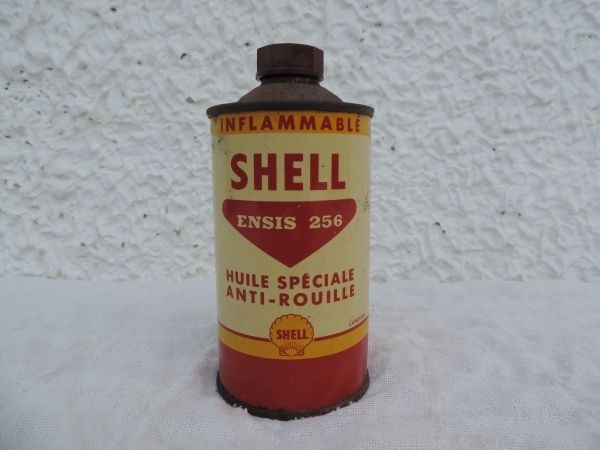 INFLAMMABLE
SHELL
ENSIS 256
HUILE SPÉCIALE
ANTI-ROUILLE
SHELL